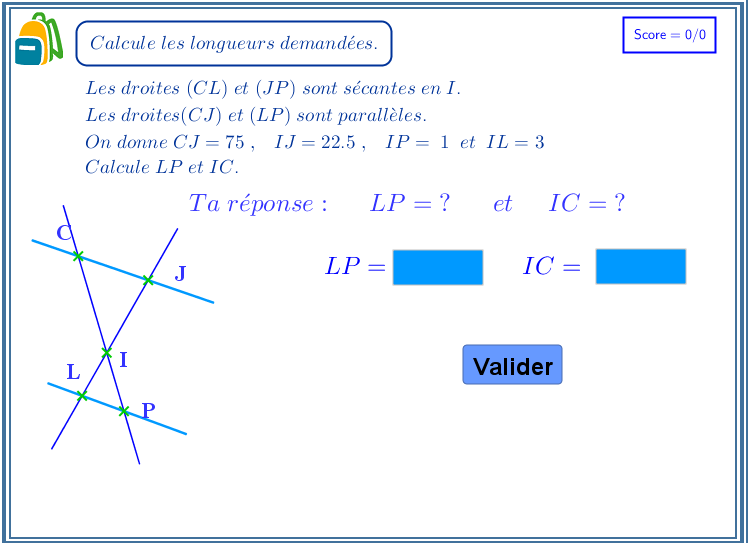 Calcule les longueurs demandées.
Score = 0/0
Les droites (CL) et (JP) sont sécantes en I.
Les droites(CJ) et (LP) sont parallèles.
On donne CJ = 75 , IJ = 22.5 , IP = 1 et IL = 3
Calcule LP et IC.
Ta réponse : LP = ? et IC = ?
C
J
LP =
IC =
I
L
Valider
P